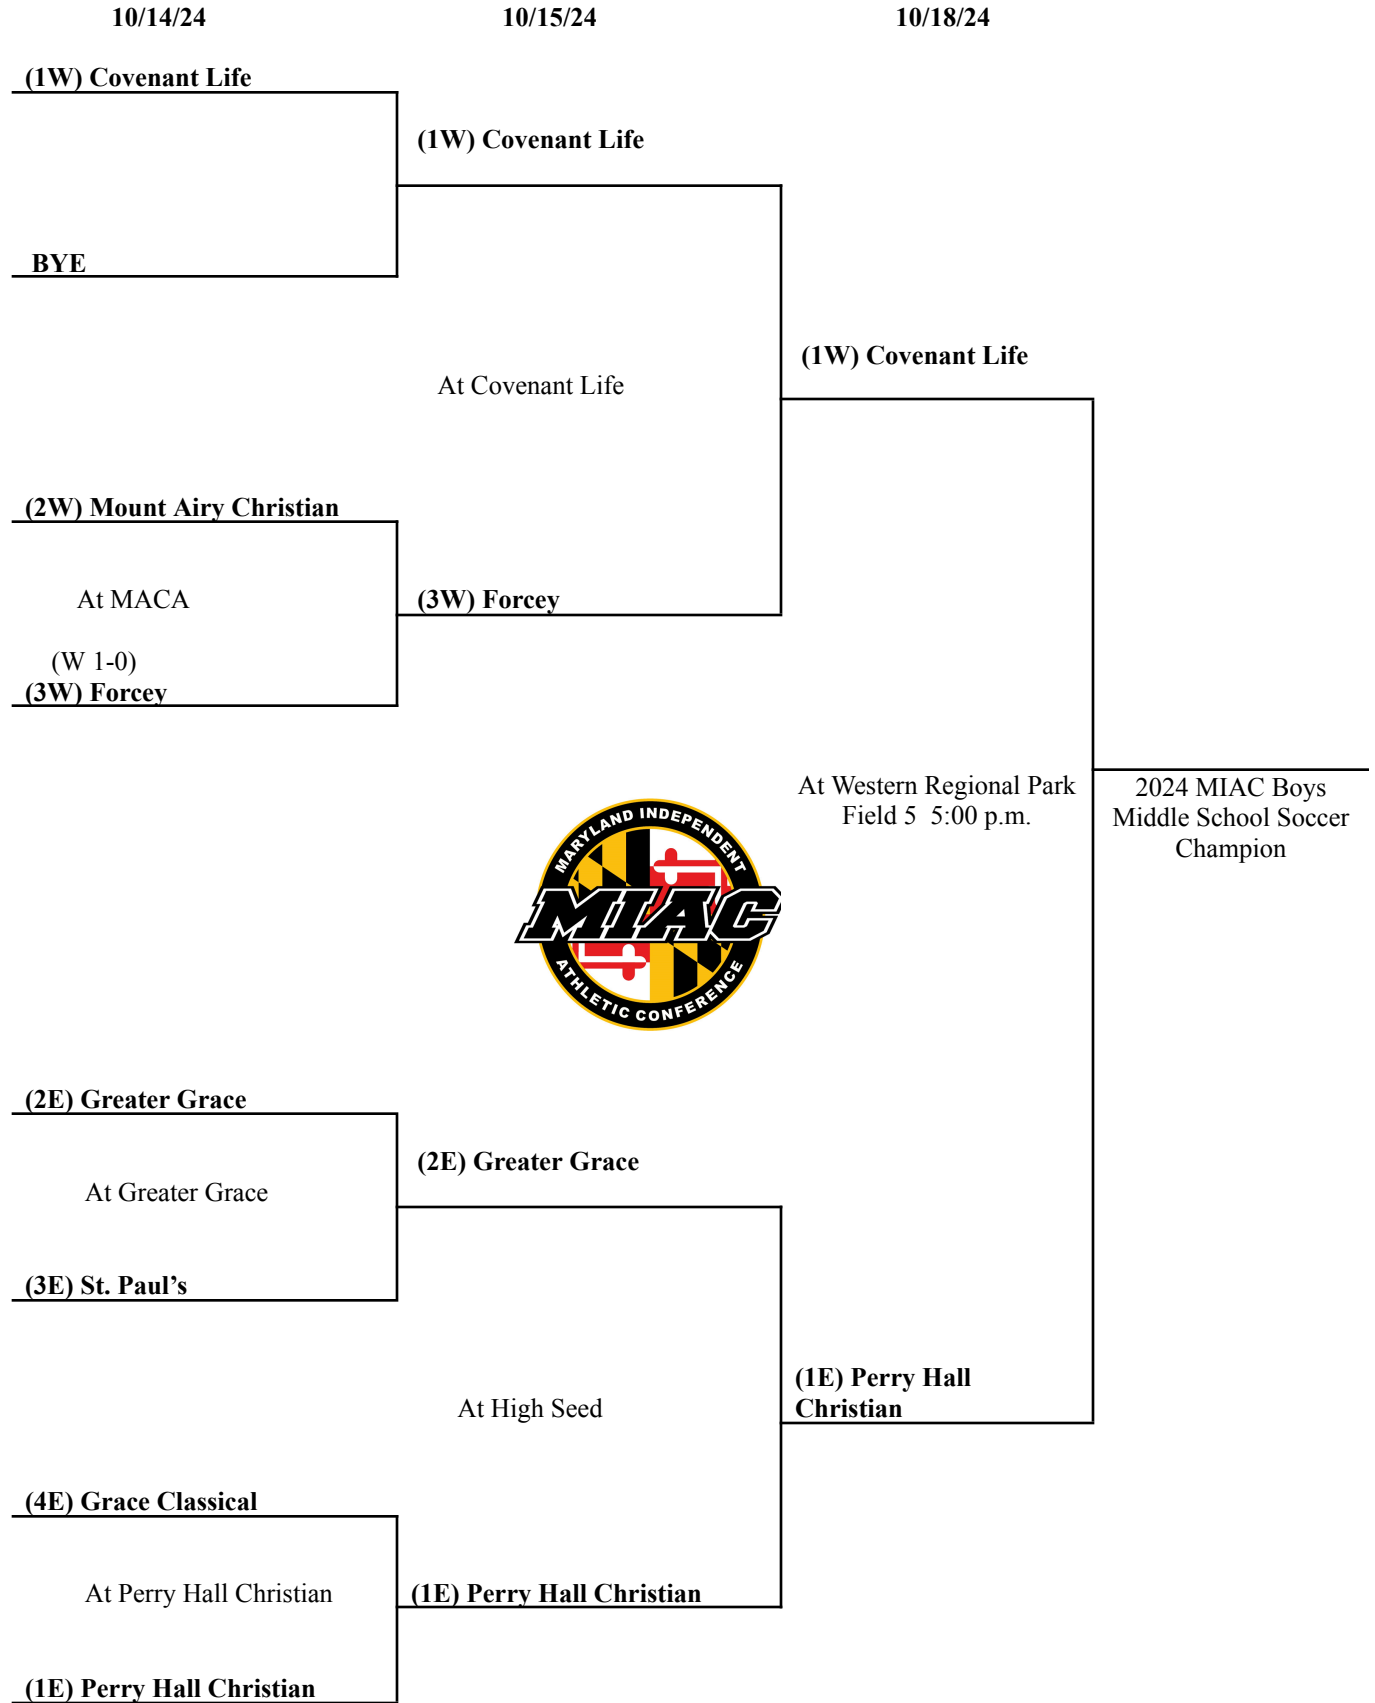 10/14/24 10/15/24 10/18/24
(1W) Covenant Life
(1W) Covenant Life
BYE
(1W) Covenant Life
At Covenant Life
(2W) Mount Airy Christian
At MACA
(3W) Forcey
(W 1-0)
(3W) Forcey
At Western Regional Park
Field 5 5:00 p.m.
2024 MIAC Boys
Middle School Soccer
Champion
MARYLAND INDEPENDENT
MIAC
ATHLETIC CONFERENCE
(2E) Greater Grace
(2E) Greater Grace
At Greater Grace
(3E) St. Paul’s
(1E) Perry Hall
Christian
At High Seed
(4E) Grace Classical
At Perry Hall Christian
(1E) Perry Hall Christian
(1E) Perry Hall Christian